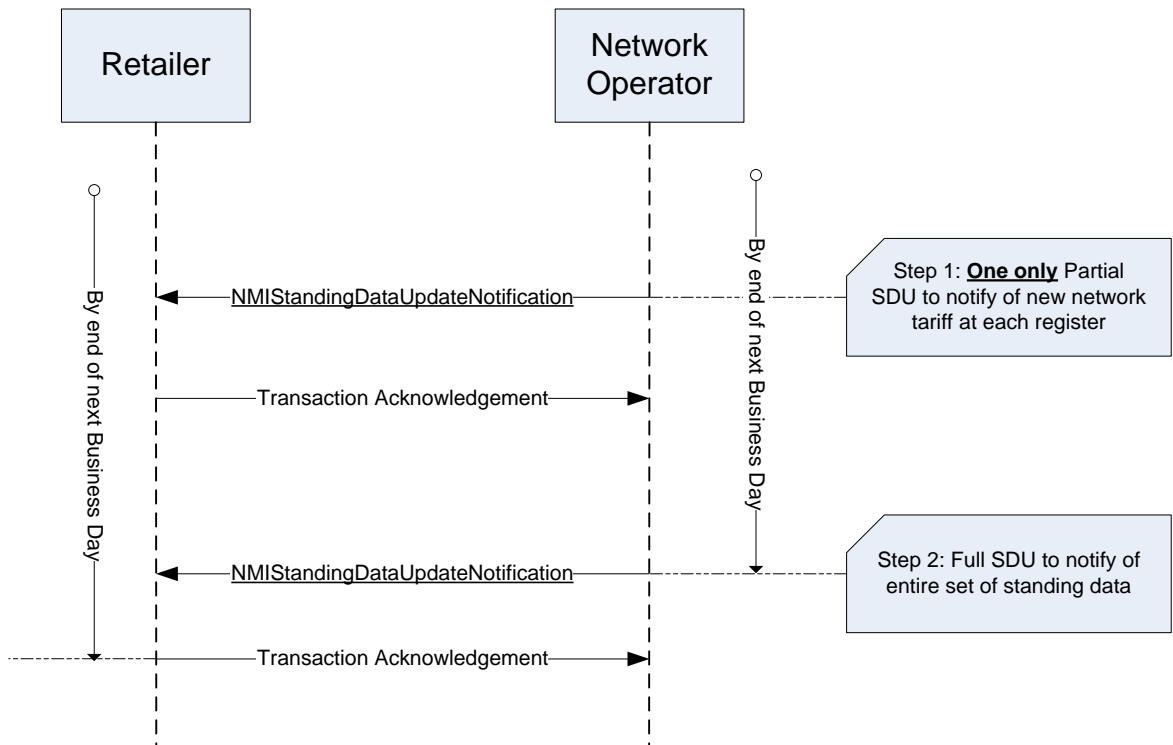 Retailer
Network
Operator
Step 1: One only Partial
SDU to notify of new network
tariff at each register
NMIStandingDataUpdateNotification
By end of next Business Day
By end of next Business Day
Transaction Acknowledgement
Step 2: Full SDU to notify of
entire set of standing data
NMIStandingDataUpdateNotification
Transaction Acknowledgement